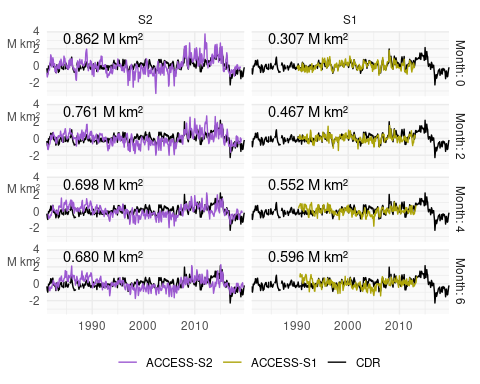 S2 S1
4
M km²
2
0
-2
0.862 M km² 0.307 M km²
Month: 0
4
M km²
2
0
-2
0.761 M km² 0.467 M km²
Month: 2
4
M km²
2
0
-2
0.698 M km² 0.552 M km²
Month: 4
4
M km²
2
0
-2
0.680 M km² 0.596 M km²
Month: 6
1990 2000 2010 1990 2000 2010
ACCESS-S2 ACCESS-S1 CDR